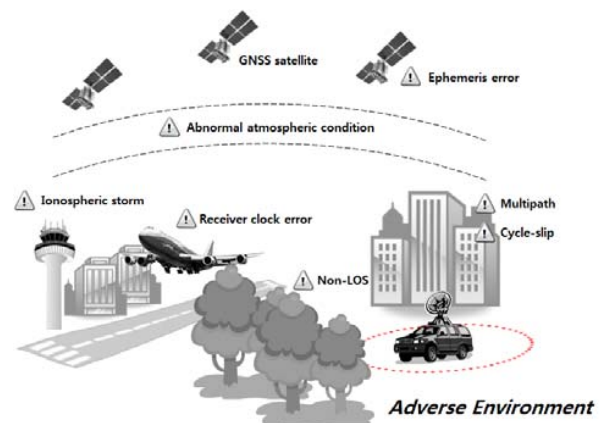 GNSS satellite
Ephemeris error
Abnormal atmospheric condition
Ionospheric storm
Multipath
Receiver clock error
Cycle-slip
Non-LOS
Adverse Environment